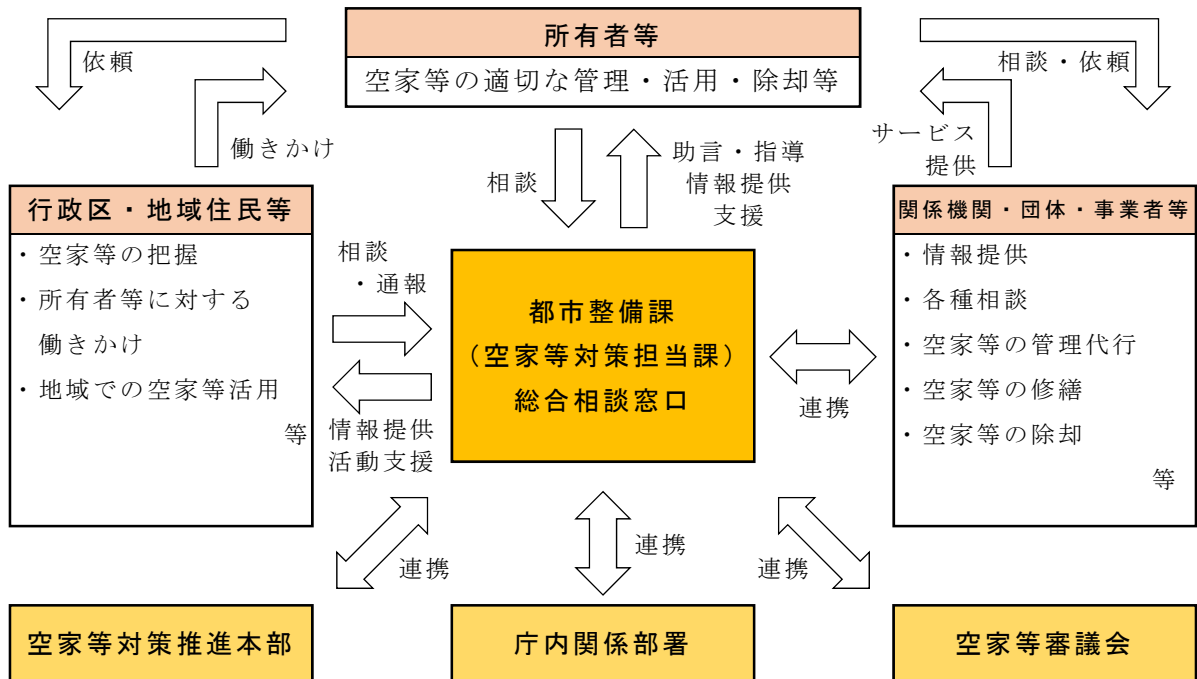 所有者等
空家等の適切な管理・活用・除却等
依頼
働きかけ
相談・依頼
サービス
提供
相談
助言・指導
情報提供
支援
行政区・地域住民等
・空家等の把握
・所有者等に対する
働きかけ
・地域での空家等活用
等
相談
・通報
情報提供
活動支援
都市整備課
（空家等対策担当課）
総合相談窓口
連携
関係機関・団体・事業者等
・情報提供
・各種相談
・空家等の管理代行
・空家等の修繕
・空家等の除却
等
連携
連携
連携
空家等対策推進本部
庁内関係部署
空家等審議会